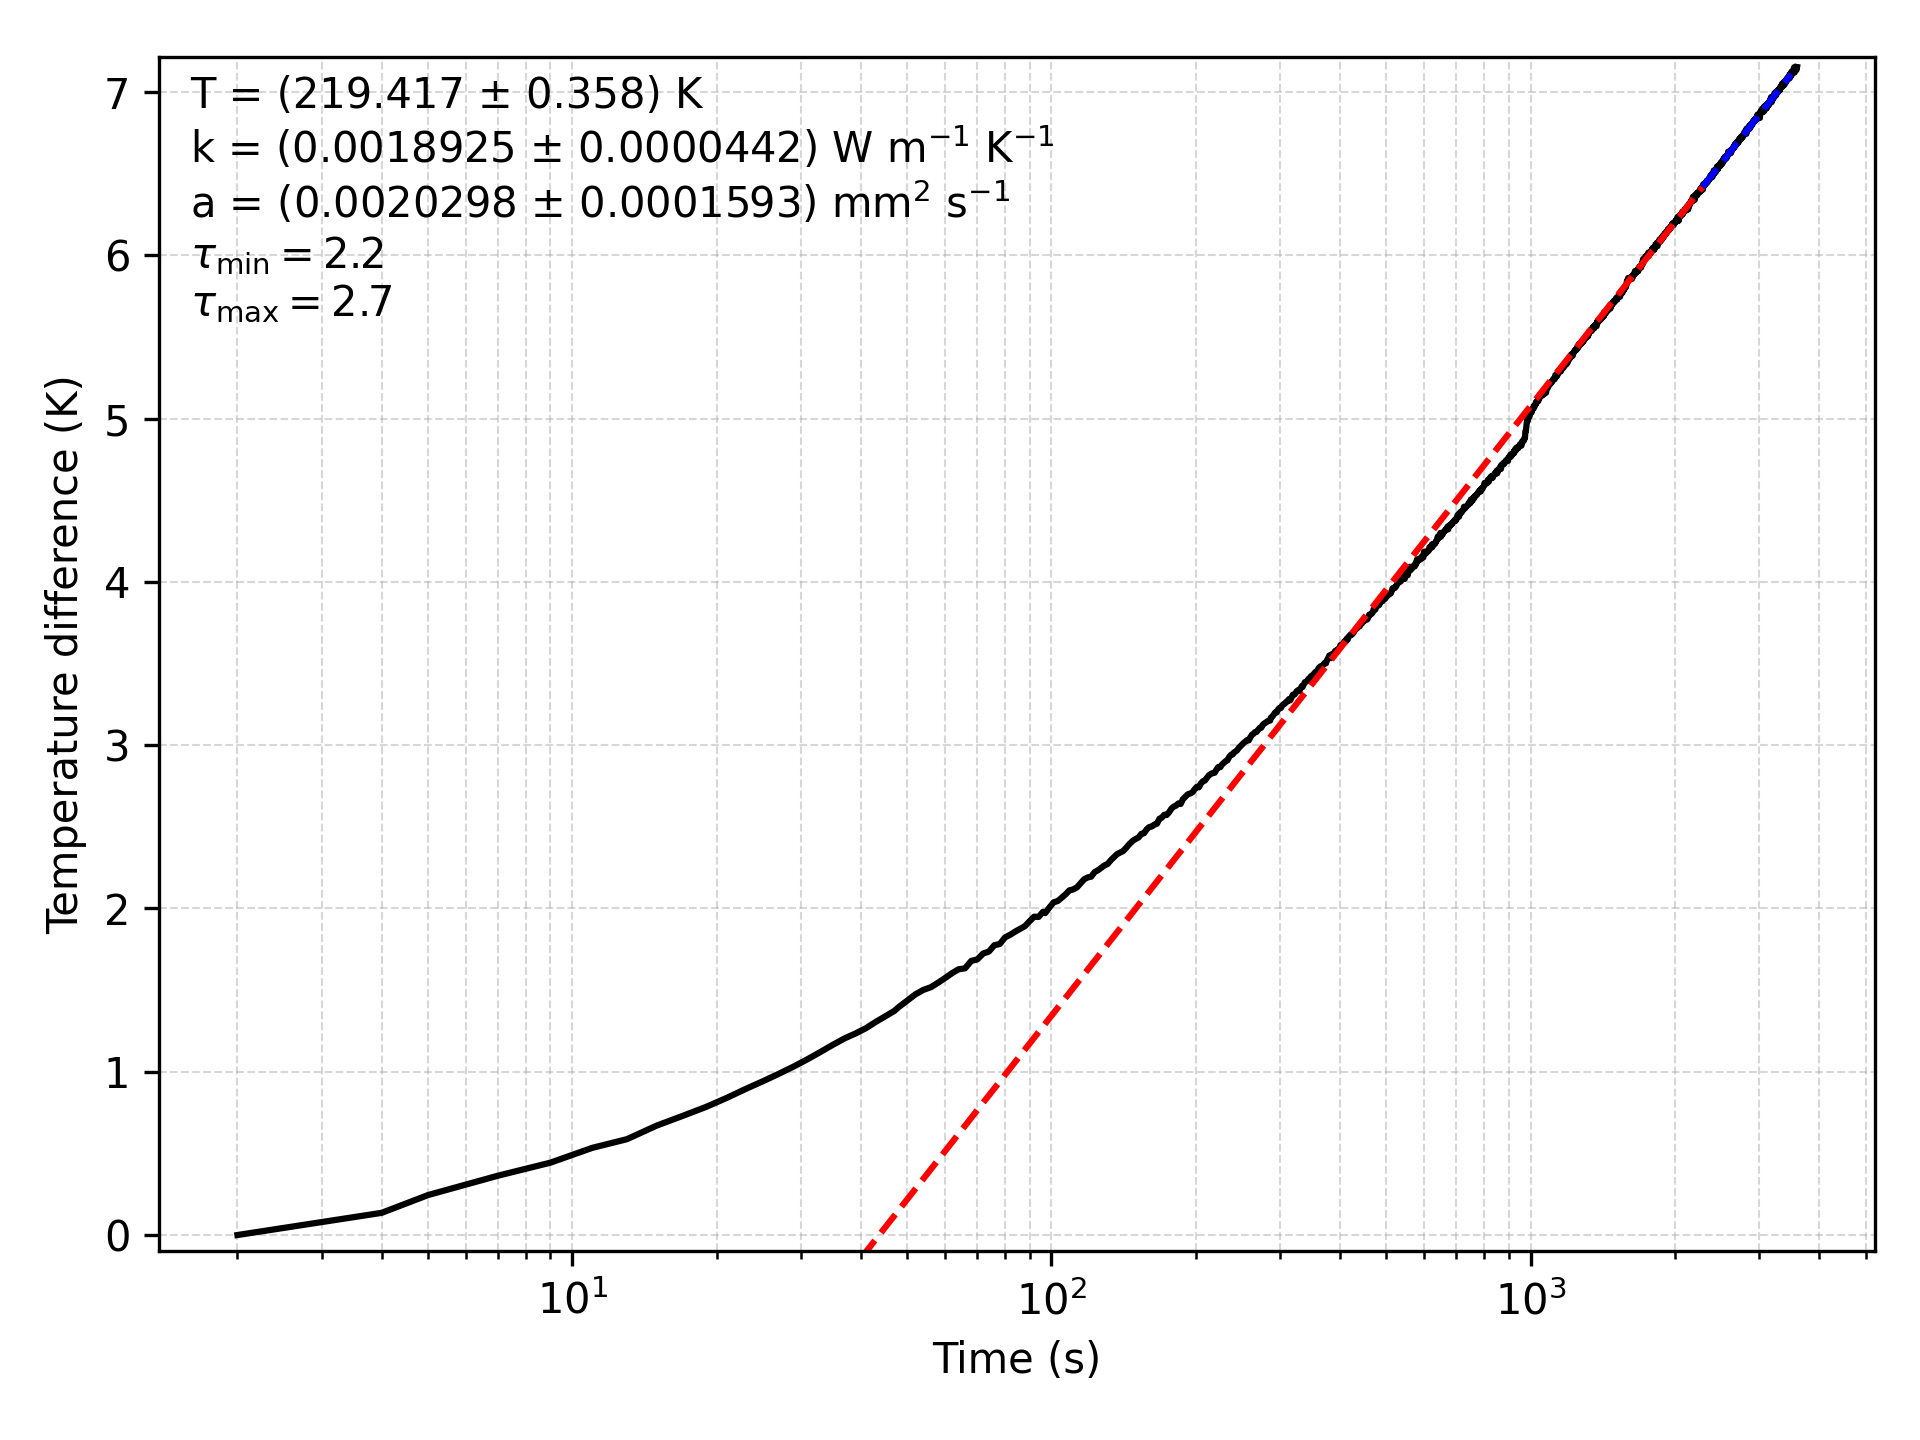 T = (219.417 ± 0.358) K
k = (0.0018925 ± 0.0000442) W m⁻¹ K⁻¹
a = (0.0020298 ± 0.0001593) mm² s⁻¹
τmin = 2.2
τmax = 2.7
Temperature difference (K)
7
6
5
4
3
2
1
0
10¹ 10² 10³
Time (s)